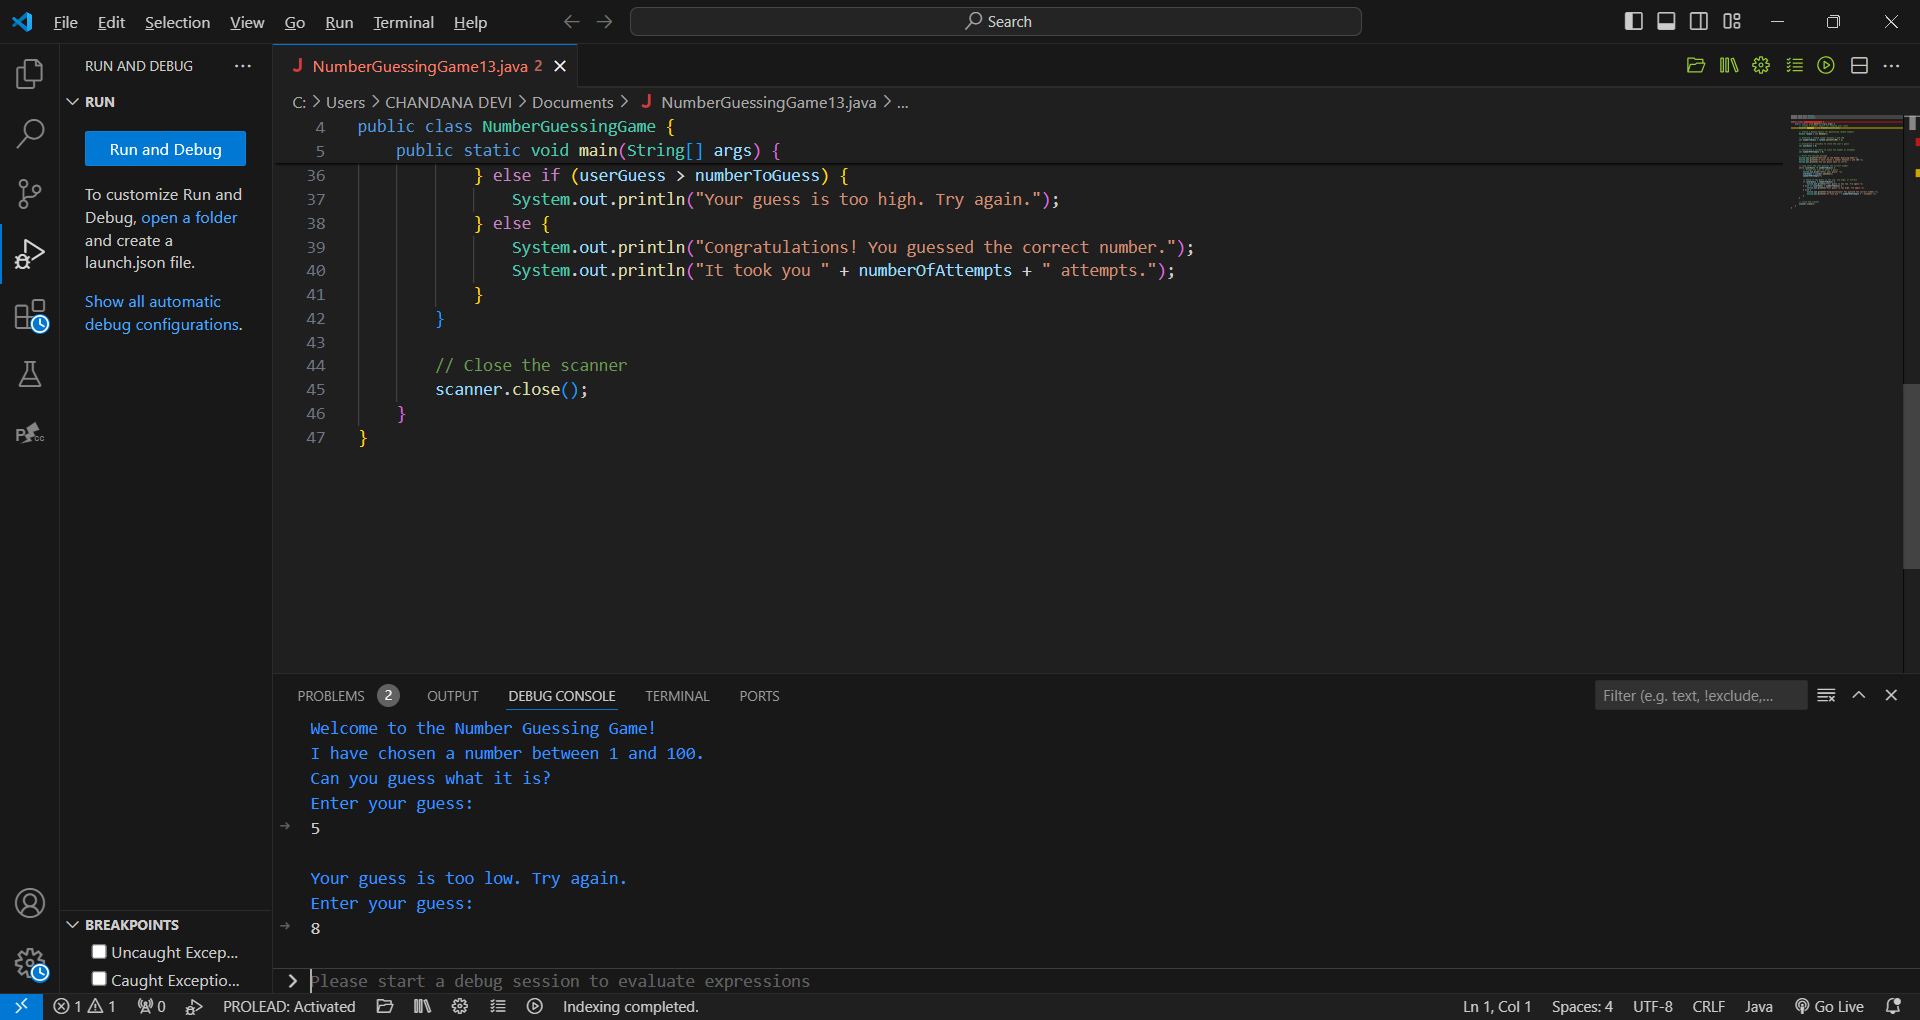 File Edit Selection View Go Run Terminal Help
Search
RUN AND DEBUG
RUN
Run and Debug
To customize Run and
Debug, open a folder
and create a
launch.json file.
Show all automatic
debug configurations.
J NumberGuessingGame13.java 2
C: > Users > CHANDANA DEVI > Documents > J NumberGuessingGame13.java > ...
4 public class NumberGuessingGame {
5 public static void main(String[] args) {
36 } else if (userGuess > numberToGuess) {
37 System.out.println("Your guess is too high. Try again.");
38 } else {
39 System.out.println("Congratulations! You guessed the correct number.");
40 System.out.println("It took you " + numberOfAttempts + " attempts.");
41 }
42 }
43
44 // Close the scanner
45 scanner.close();
46 }
47 }
PROBLEMS 2 OUTPUT DEBUG CONSOLE TERMINAL PORTS
Filter (e.g. text, !exclude,...
Welcome to the Number Guessing Game!
I have chosen a number between 1 and 100.
Can you guess what it is?
Enter your guess:
5
Your guess is too low. Try again.
Enter your guess:
8
Please start a debug session to evaluate expressions
BREAKPOINTS
Uncaught Excep...
Caught Exceptio...
1 1 0 PROLEAD: Activated Indexing completed.
Ln 1, Col 1 Spaces: 4 UTF-8 CRLF Java Go Live